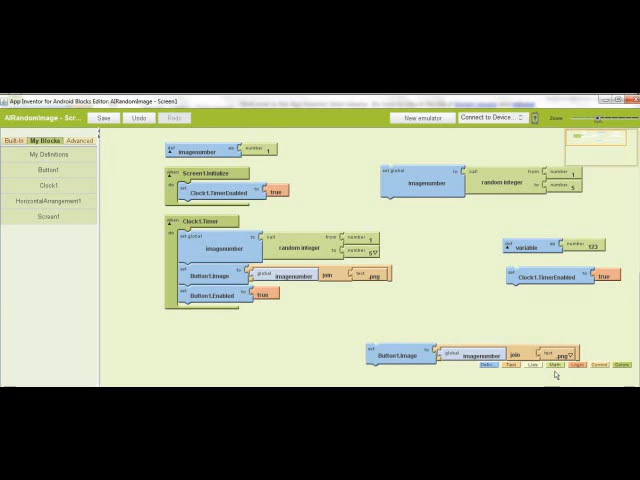 App Inventor for Android Blocks Editor: AIRandomImage - Screen1
AIRandomImage - Scr... Save Undo Redo New emulator Connect to Device... Zoom
Built-In My Blocks Advanced
My Definitions
Button1
Clock1
HorizontalArrangement1
Screen1
def imagenumber as number 1
when Screen1.Initialize
do set Clock1.TimerEnabled to true
when Clock1.Timer
do set global imagenumber to call random integer from number 1
to number 5
set Button1.Image to global imagenumber join text .png
set Button1.Enabled to true
set global imagenumber to call random integer from number 1
to number 5
def variable as number 123
set Clock1.TimerEnabled to true
set Button1.Image to global imagenumber join text .png
Text Lists Math Logic Control Colors